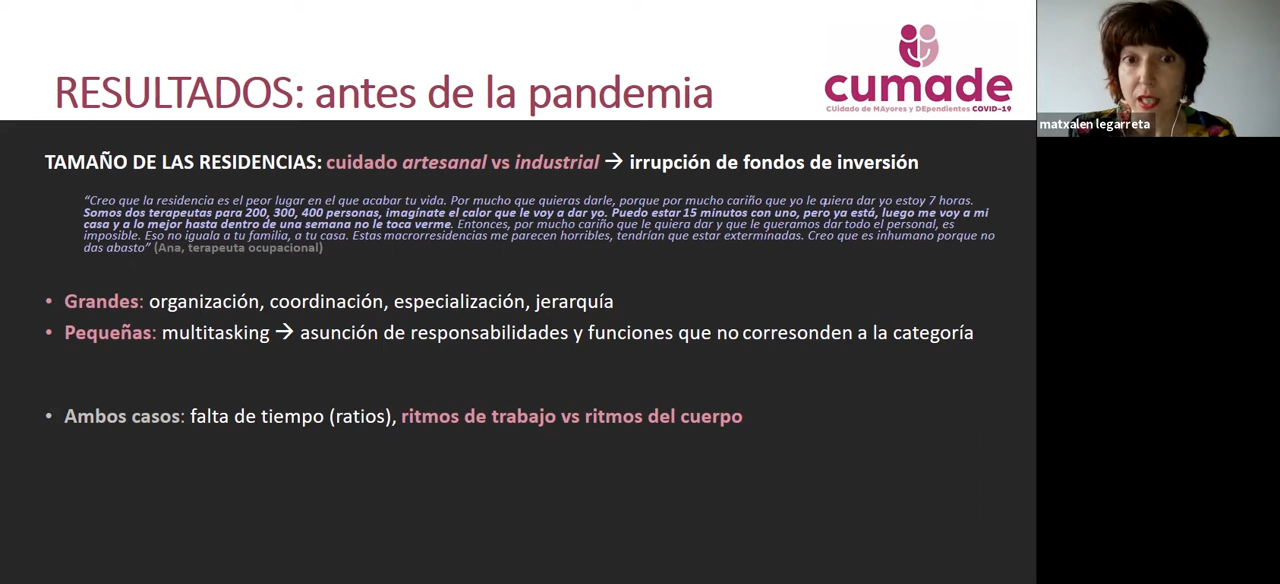 RESULTADOS: antes de la pandemia
cumade
CUIdado de MAyores y DEpendientes COVID-19
matxalen legarreta
TAMAÑO DE LAS RESIDENCIAS: cuidado artesanal vs industrial → irrupción de fondos de inversión
“Creo que la residencia es el peor lugar en el que acabar tu vida. Por mucho que quieras darle, porque por mucho cariño que yo le quiera dar yo estoy 7 horas.
Somos dos terapeutas para 200, 300, 400 personas, imagínate el calor que le voy a dar yo. Puedo estar 15 minutos con uno, pero ya está, luego me voy a mi
casa y a lo mejor hasta dentro de una semana no le toca verme. Entonces, por mucho cariño que le quiera dar y que le queramos dar todo el personal, es
imposible. Eso no iguala a tu familia, a tu casa. Estas macrorresidencias me parecen horribles, tendrían que estar exterminadas. Creo que es inhumano porque no
das abasto” (Ana, terapeuta ocupacional)
• Grandes: organización, coordinación, especialización, jerarquía
• Pequeñas: multitasking → asunción de responsabilidades y funciones que no corresonden a la categoría
• Ambos casos: falta de tiempo (ratios), ritmos de trabajo vs ritmos del cuerpo